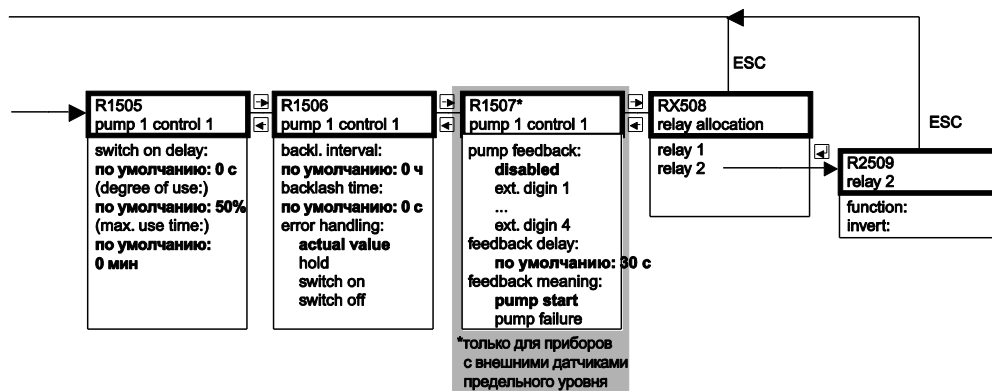 ESC
ESC
R1505
pump 1 control 1
switch on delay:
по умолчанию: 0 с
(degree of use:)
по умолчанию: 50%
(max. use time:)
по умолчанию:
0 мин
R1506
pump 1 control 1
backl. interval:
по умолчанию: 0 ч
backlash time:
по умолчанию: 0 с
error handling:
actual value
hold
switch on
switch off
R1507*
pump 1 control 1
pump feedback:
disabled
ext. digin 1
...
ext. digin 4
feedback delay:
по умолчанию: 30 с
feedback meaning:
pump start
pump failure
*только для приборов
с внешними датчиками
предельного уровня
RX508
relay allocation
relay 1
relay 2
R2509
relay 2
function:
invert: